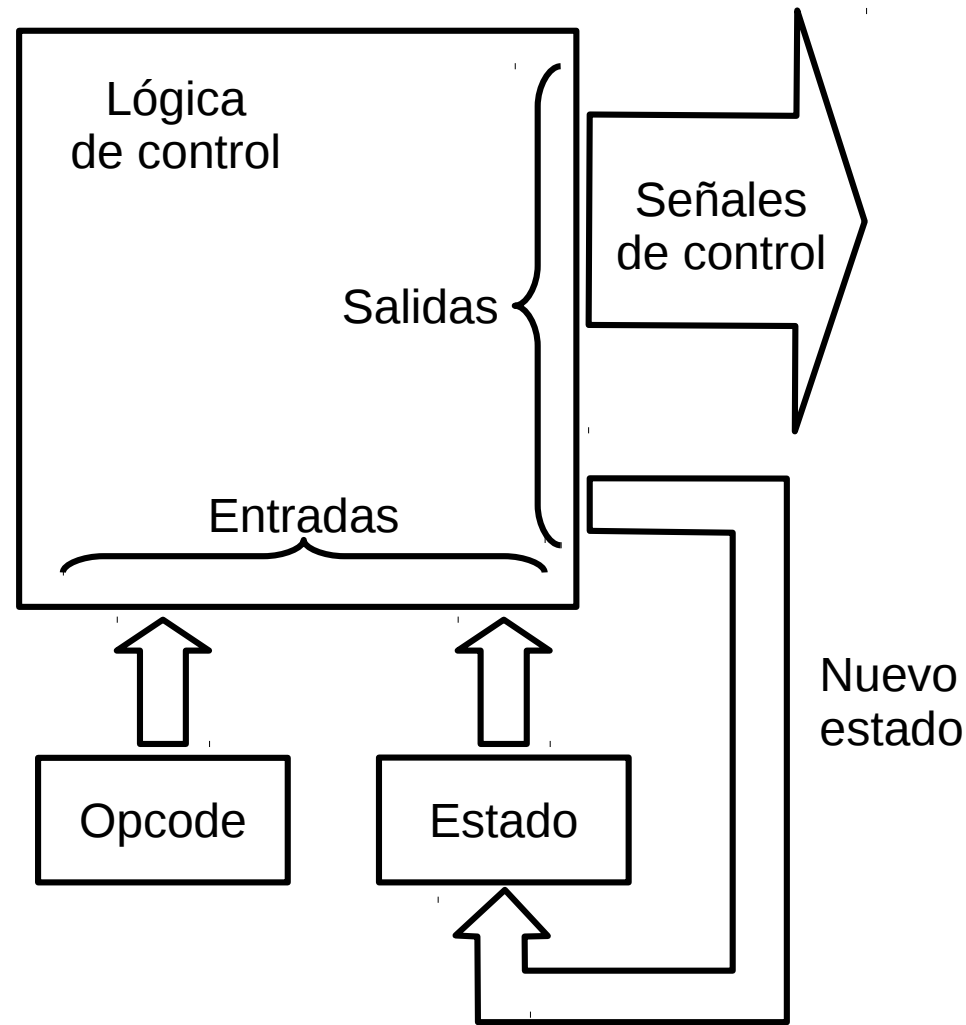 Lógica
de control
Señales
de control
Salidas
Entradas
Nuevo
estado
Opcode
Estado